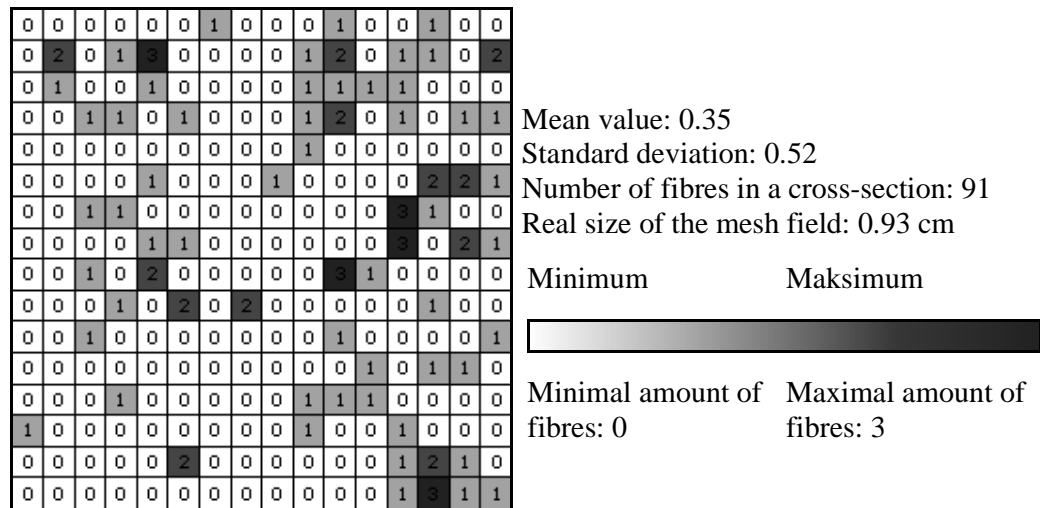 0 0 0 0 0 0 1 0 0 0 1 0 0 1 0 0
0 2 0 1 3 0 0 0 0 1 2 0 1 1 0 2
0 1 0 0 1 0 0 0 0 1 1 1 1 0 0 0
0 0 1 1 0 1 0 0 0 1 2 0 1 0 1 1
0 0 0 0 0 0 0 0 0 1 0 0 0 0 0 0
0 0 0 0 1 0 0 0 1 0 0 0 0 2 2 1
0 0 1 1 0 0 0 0 0 0 0 0 3 1 0 0
0 0 0 0 1 1 0 0 0 0 0 0 3 0 2 1
0 0 1 0 2 0 0 0 0 0 3 1 0 0 0 0
0 0 0 1 0 2 0 2 0 0 0 0 0 1 0 0
0 0 1 0 0 0 0 0 0 0 1 0 0 0 0 1
0 0 0 0 0 0 0 0 0 0 0 1 0 1 1 0
0 0 0 1 0 0 0 0 0 1 1 1 0 0 0 0
1 0 0 0 0 0 0 0 0 1 0 0 1 0 0 0
0 0 0 0 0 2 0 0 0 0 0 0 1 2 1 0
0 0 0 0 0 0 0 0 0 0 0 0 1 3 1 1
Mean value: 0.35
Standard deviation: 0.52
Number of fibres in a cross-section: 91
Real size of the mesh field: 0.93 cm
Minimum Maksimum
Minimal amount of
fibres: 0
Maximal amount of
fibres: 3